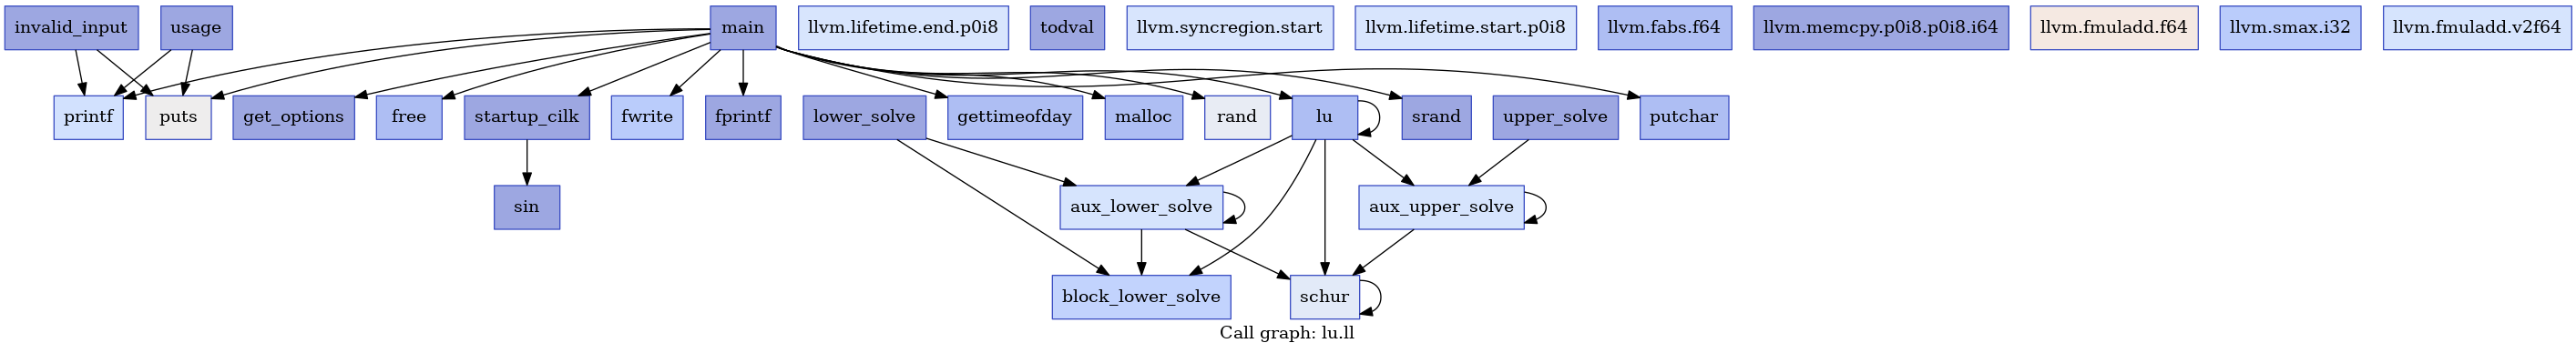 invalid_input
usage
main
llvm.lifetime.end.p0i8
todval
llvm.syncregion.start
llvm.lifetime.start.p0i8
llvm.fabs.f64
llvm.memcpy.p0i8.p0i8.i64
llvm.fmuladd.f64
llvm.smax.i32
llvm.fmuladd.v2f64
printf
puts
get_options
free
startup_cilk
fwrite
fprintf
lower_solve
gettimeofday
malloc
rand
lu
srand
upper_solve
putchar
sin
aux_lower_solve
aux_upper_solve
block_lower_solve
schur
Call graph: lu.ll